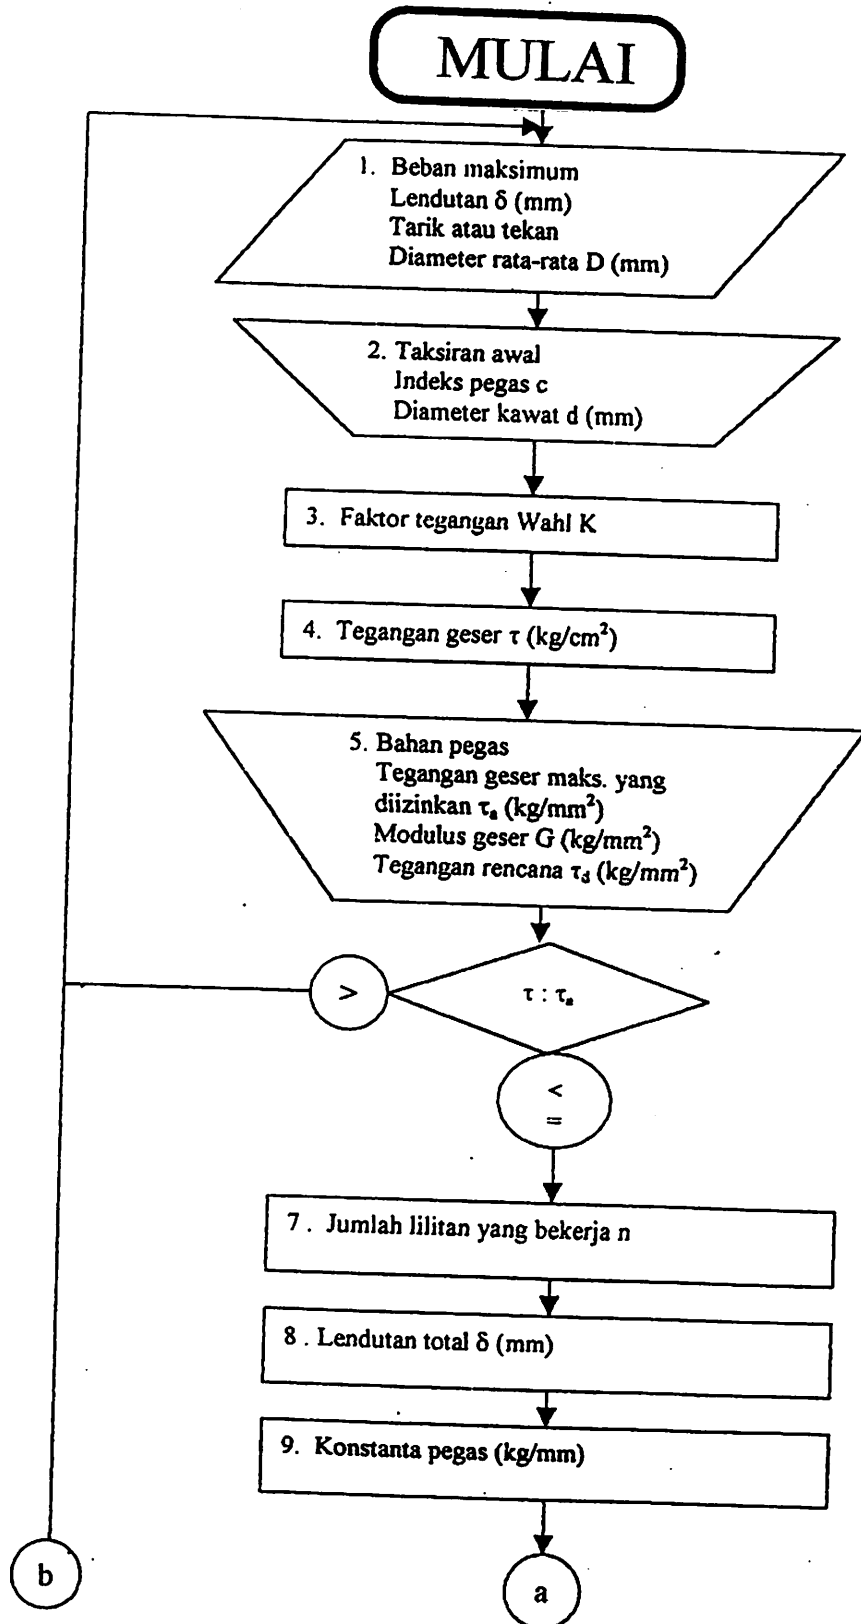 MULAI
1. Beban maksimum
Lendutan δ (mm)
Tarik atau tekan
Diameter rata-rata D (mm)
2. Taksiran awal
Indeks pegas c
Diameter kawat d (mm)
3. Faktor tegangan Wahl K
4. Tegangan geser τ (kg/cm²)
5. Bahan pegas
Tegangan geser maks. yang
diizinkan τₐ (kg/mm²)
Modulus geser G (kg/mm²)
Tegangan rencana τd (kg/mm²)
>
τ : τₐ
<
=
7. Jumlah lilitan yang bekerja n
8. Lendutan total δ (mm)
9. Konstanta pegas (kg/mm)
b
a